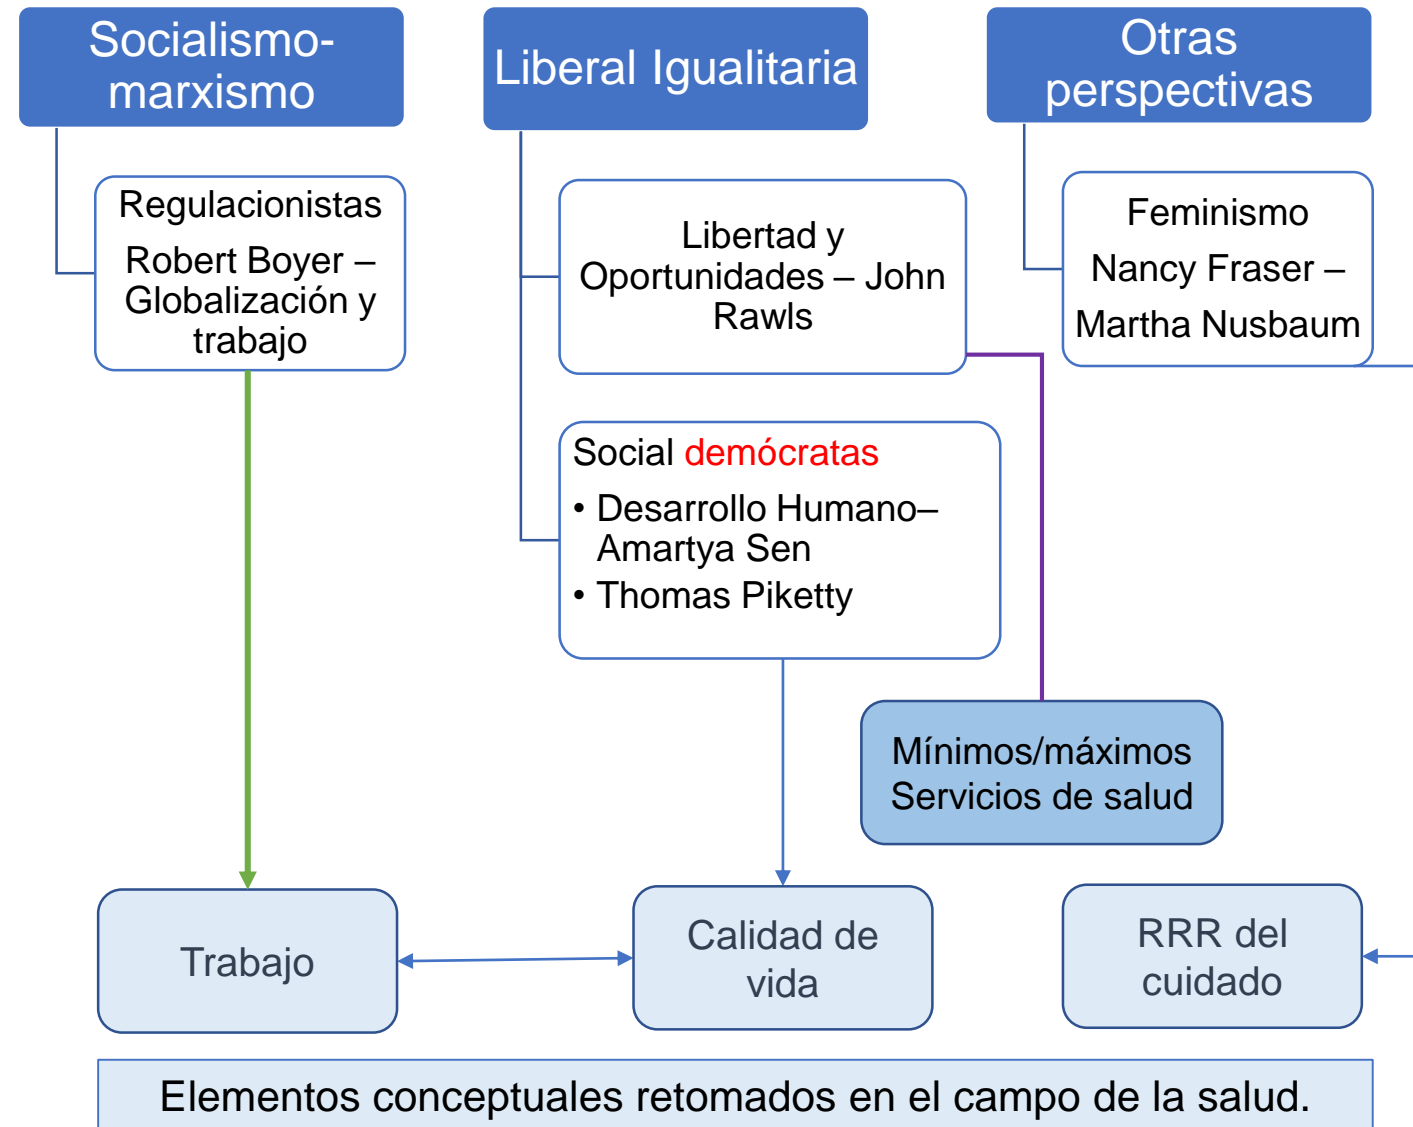 Socialismo-
marxismo
Liberal Igualitaria
Otras
perspectivas
Regulacionistas
Robert Boyer –
Globalización y
trabajo
Libertad y
Oportunidades – John
Rawls
Feminismo
Nancy Fraser –
Martha Nusbaum
Social demócratas
• Desarrollo Humano–
Amartya Sen
• Thomas Piketty
Mínimos/máximos
Servicios de salud
Trabajo
Calidad de
vida
RRR del
cuidado
Elementos conceptuales retomados en el campo de la salud.